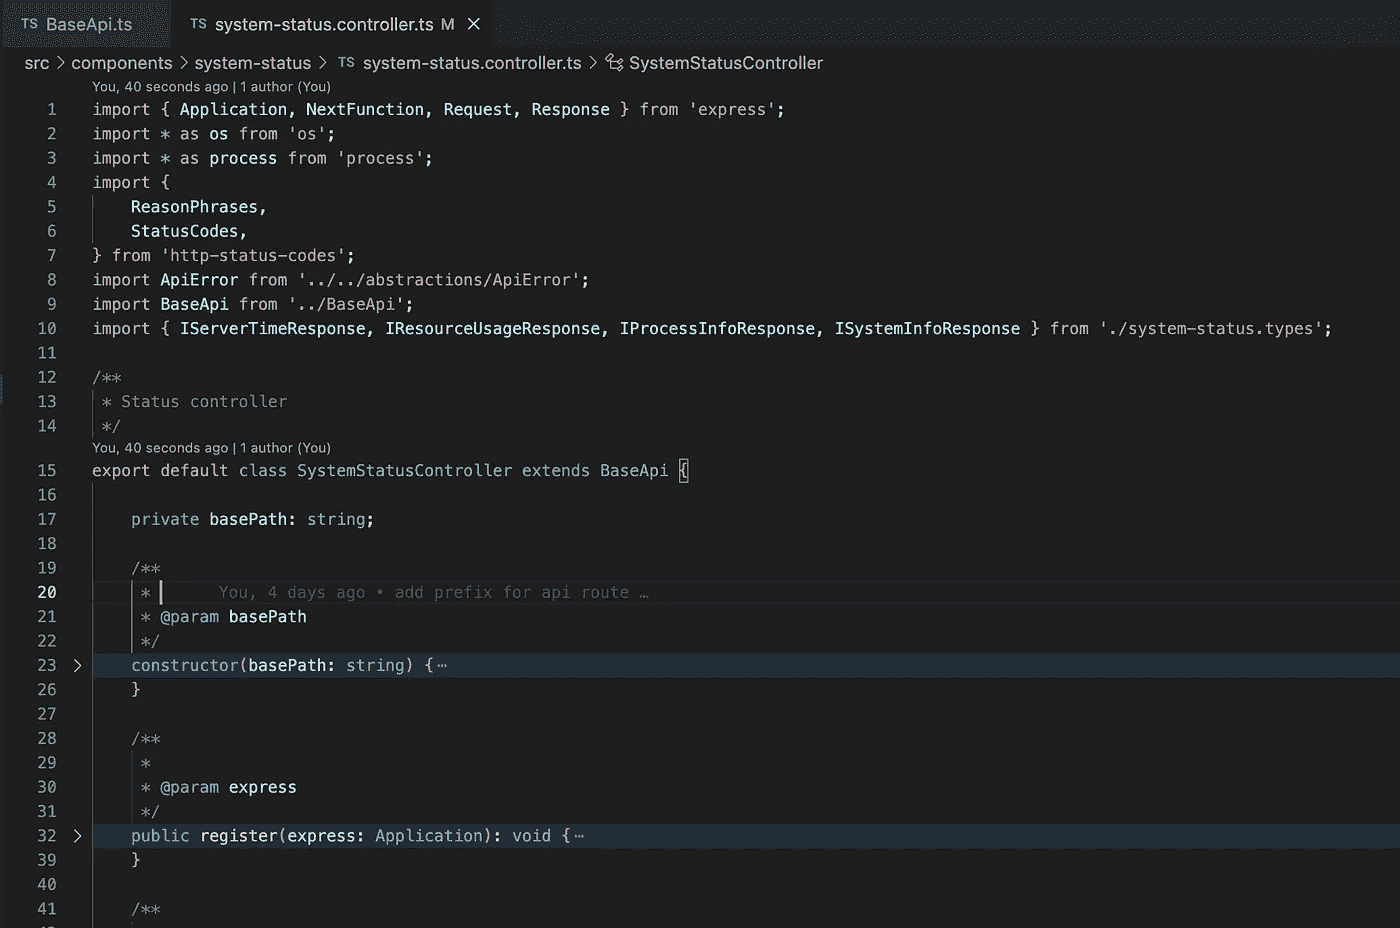 TS BaseApi.ts TS system-status.controller.ts M
src > components > system-status > TS system-status.controller.ts > SystemStatusController
You, 40 seconds ago | 1 author (You)
1 import { Application, NextFunction, Request, Response } from 'express';
2 import * as os from 'os';
3 import * as process from 'process';
4 import {
5 ReasonPhrases,
6 StatusCodes,
7 } from 'http-status-codes';
8 import ApiError from '../../abstractions/ApiError';
9 import BaseApi from '../BaseApi';
10 import { IServerTimeResponse, IResourceUsageResponse, IProcessInfoResponse, ISystemInfoResponse } from './system-status.types';
11
12 /**
13 * Status controller
14 */
You, 40 seconds ago | 1 author (You)
15 export default class SystemStatusController extends BaseApi {
16
17 private basePath: string;
18
19 /**
20 * You, 4 days ago • add prefix for api route …
21 * @param basePath
22 */
23 constructor(basePath: string) {⋯
26 }
27
28 /**
29 *
30 * @param express
31 */
32 public register(express: Application): void {⋯
39 }
40
41 /**